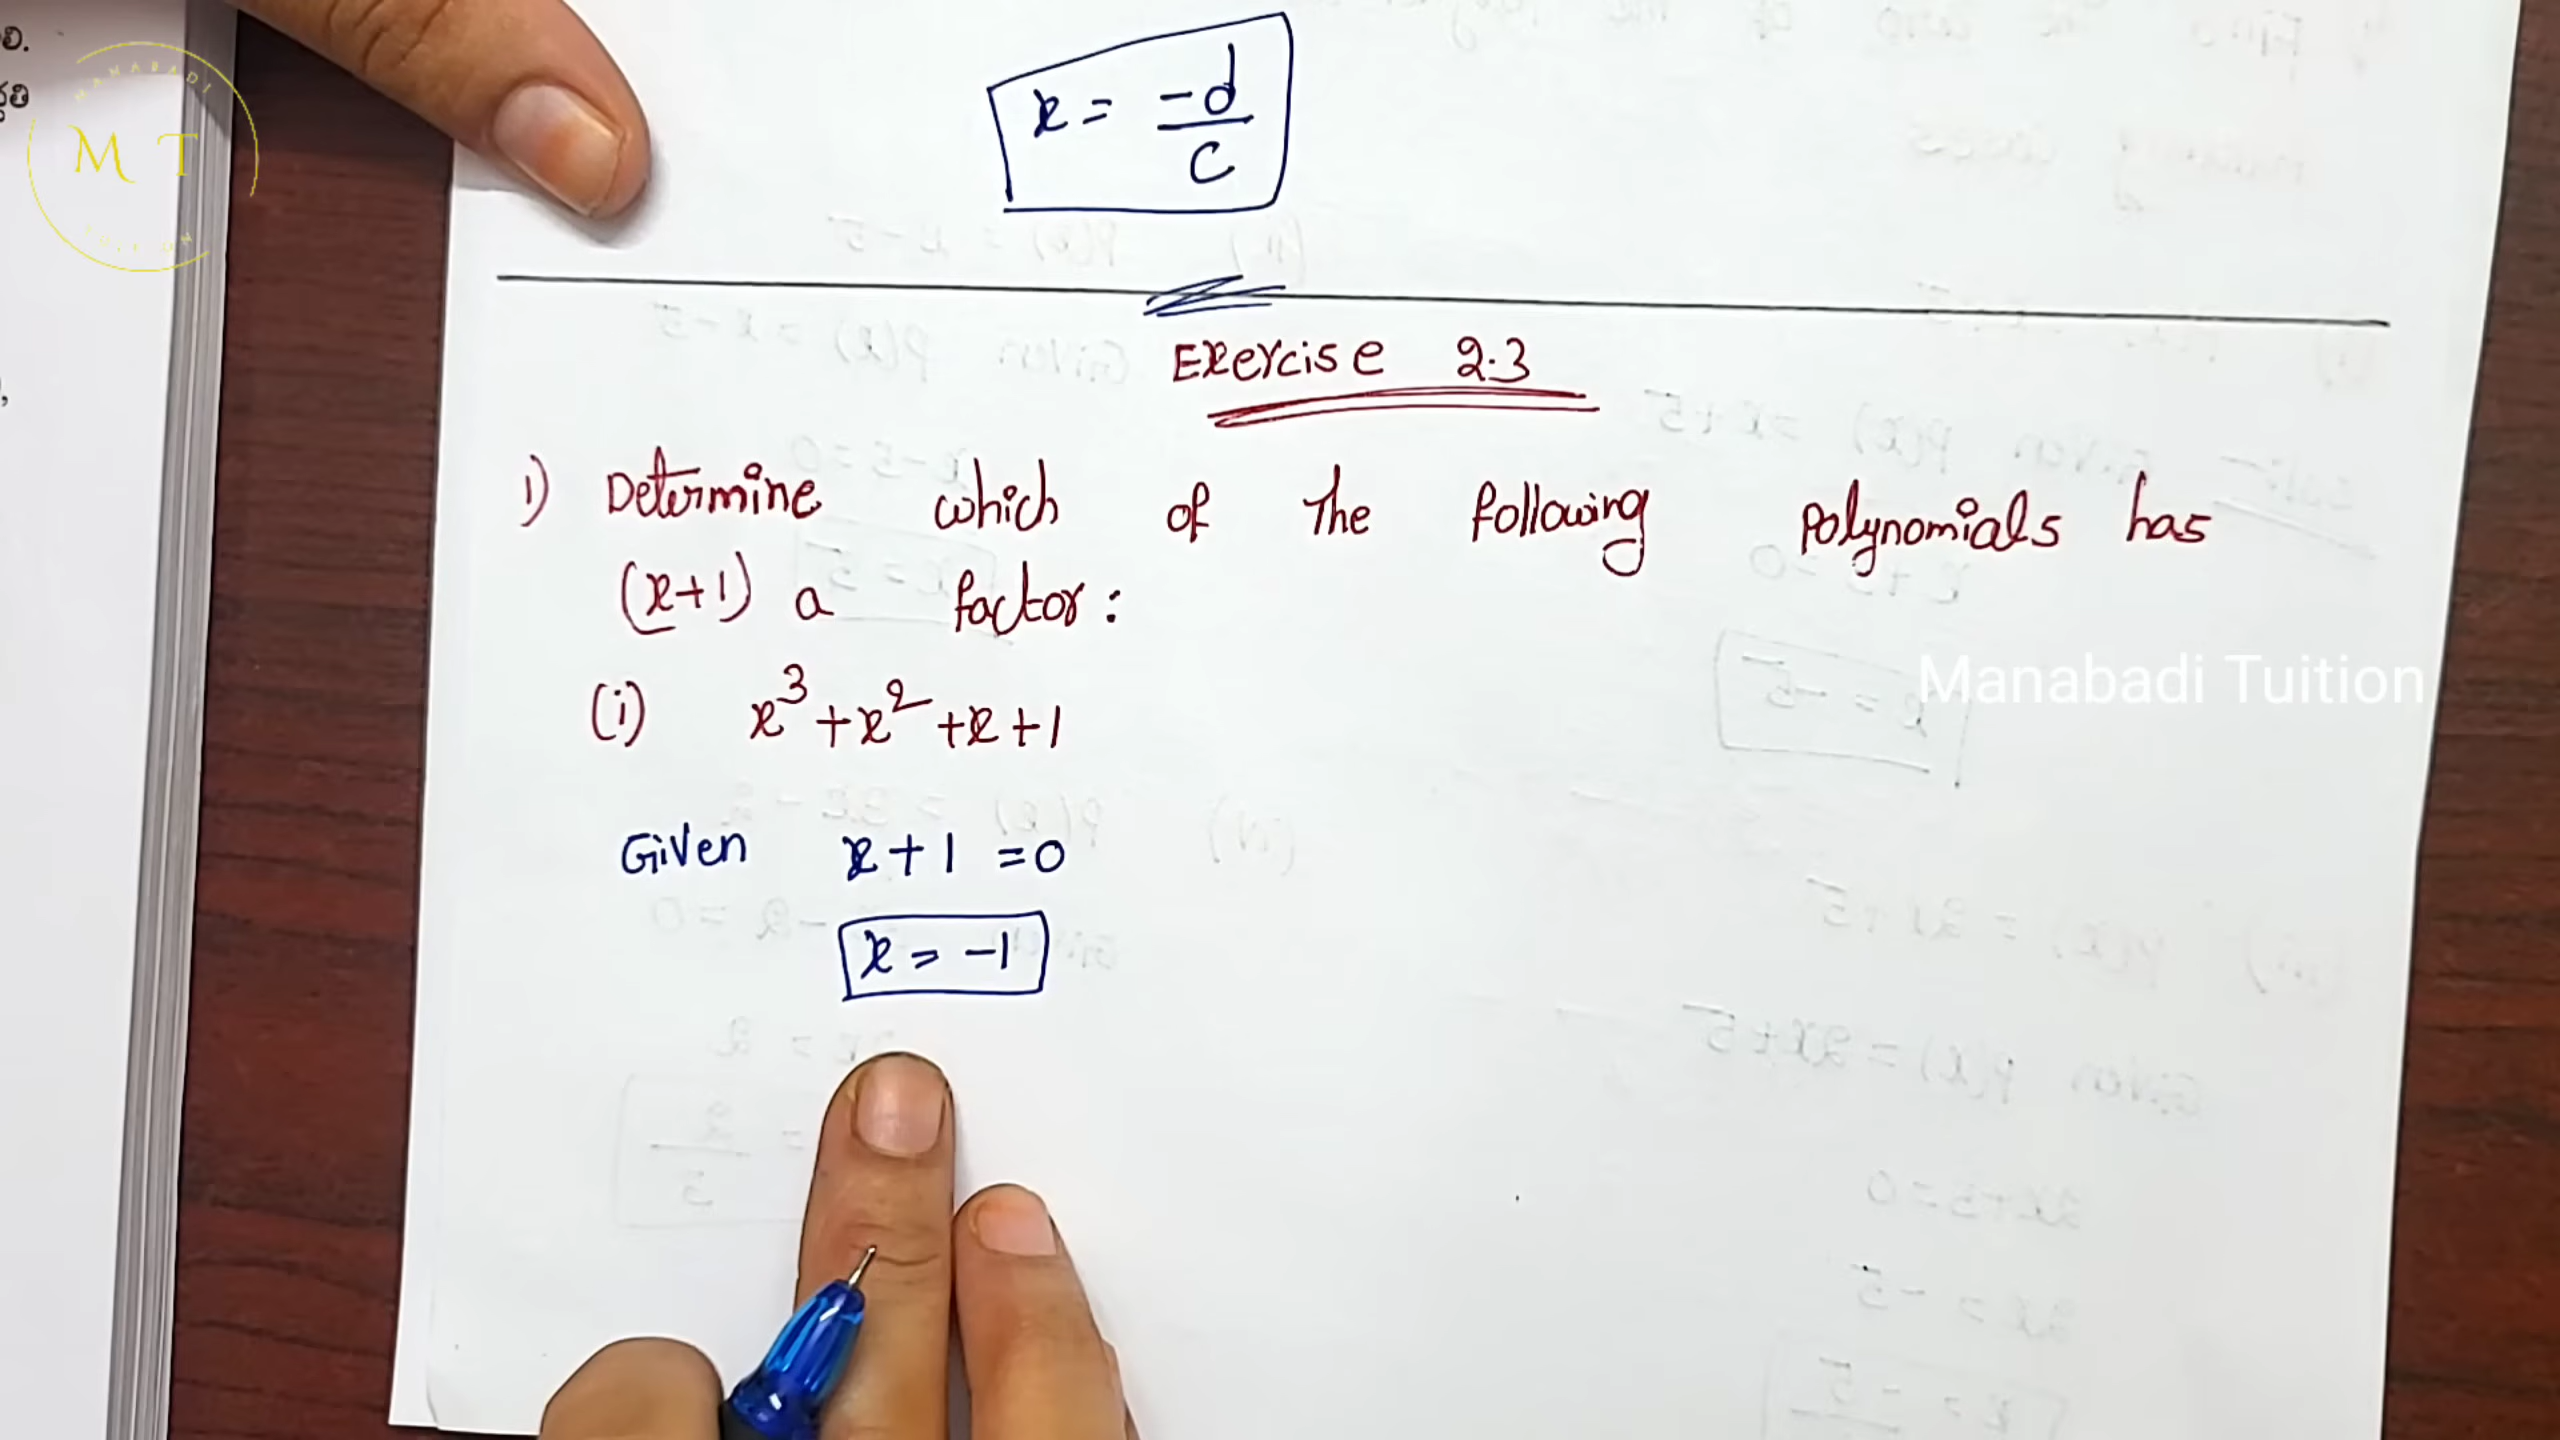 x = -d/c
Exercise 2.3
1) Determine which of the following polynomials has
(x+1) a factor:
(i) x³+x²+x+1
Given x+1 =0
x = -1
Manabadi Tuition
M T
MANABADI